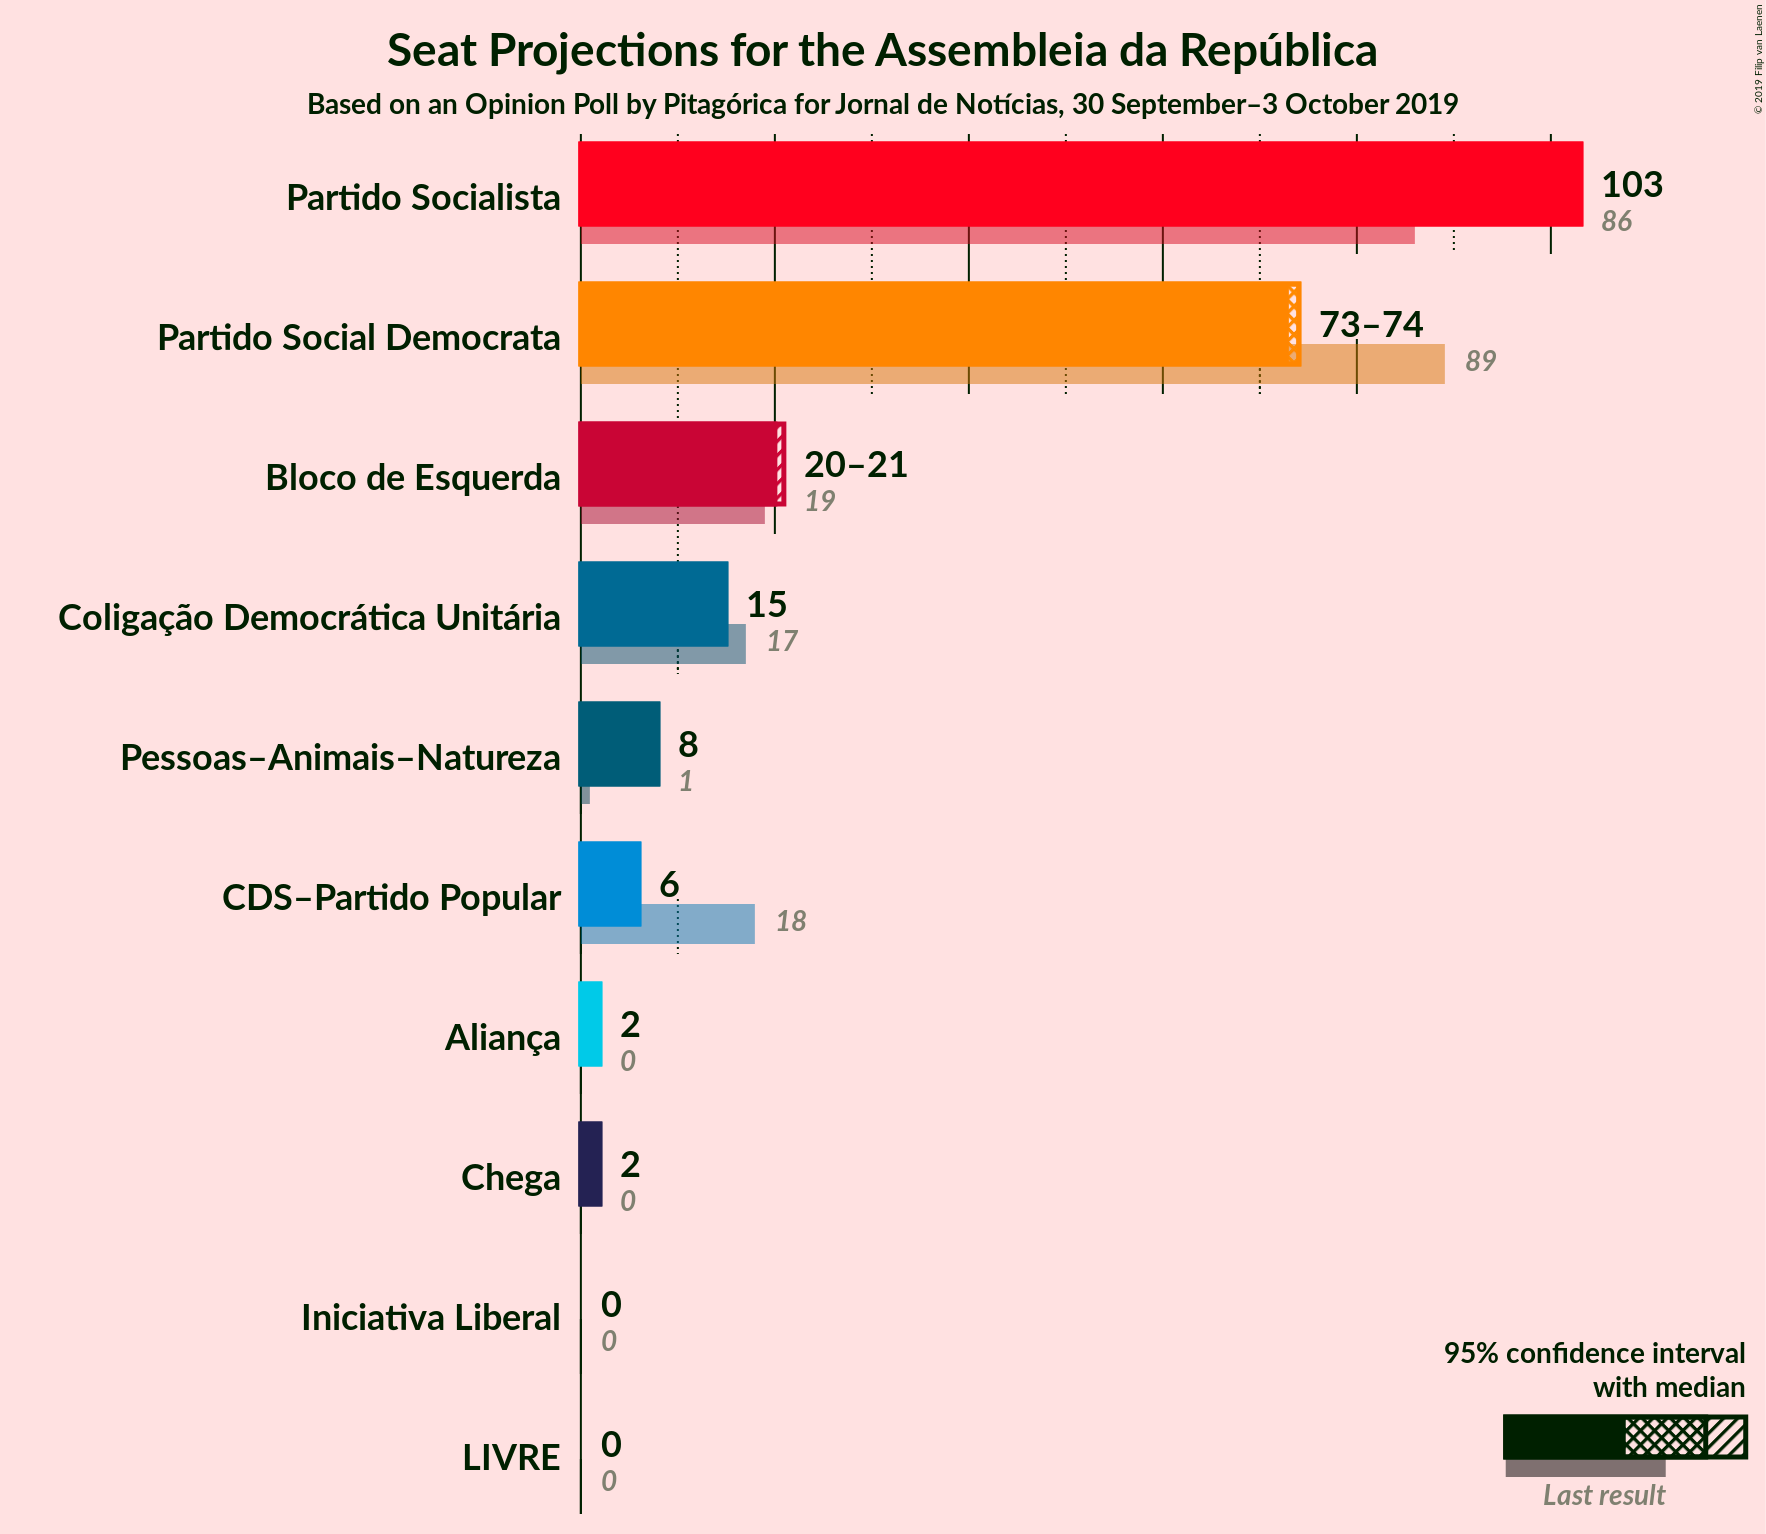 Seat Projections for the Assembleia da República
Based on an Opinion Poll by Pitagórica for Jornal de Notícias, 30 September–3 October 2019
© 2019 Filip van Laenen
Partido Socialista
103
86
Partido Social Democrata
73–74
89
Bloco de Esquerda
20–21
19
Coligação Democrática Unitária
15
17
Pessoas–Animais–Natureza
8
1
CDS–Partido Popular
6
18
Aliança
2
0
Chega
2
0
Iniciativa Liberal
0
0
LIVRE
0
0
95% confidence interval
with median
Last result